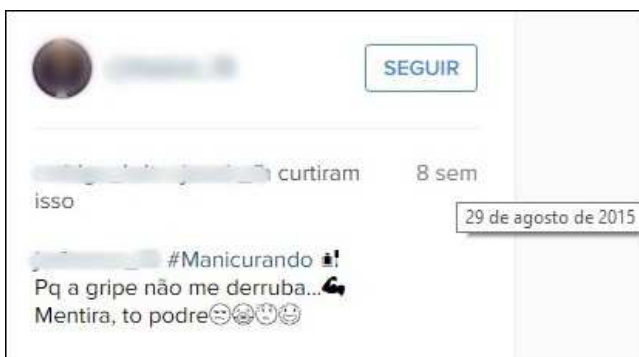 SEGUIR
curtiram 8 sem
isso
29 de agosto de 2015
#Manicurando
Pq a gripe não me derruba...
Mentira, to podre